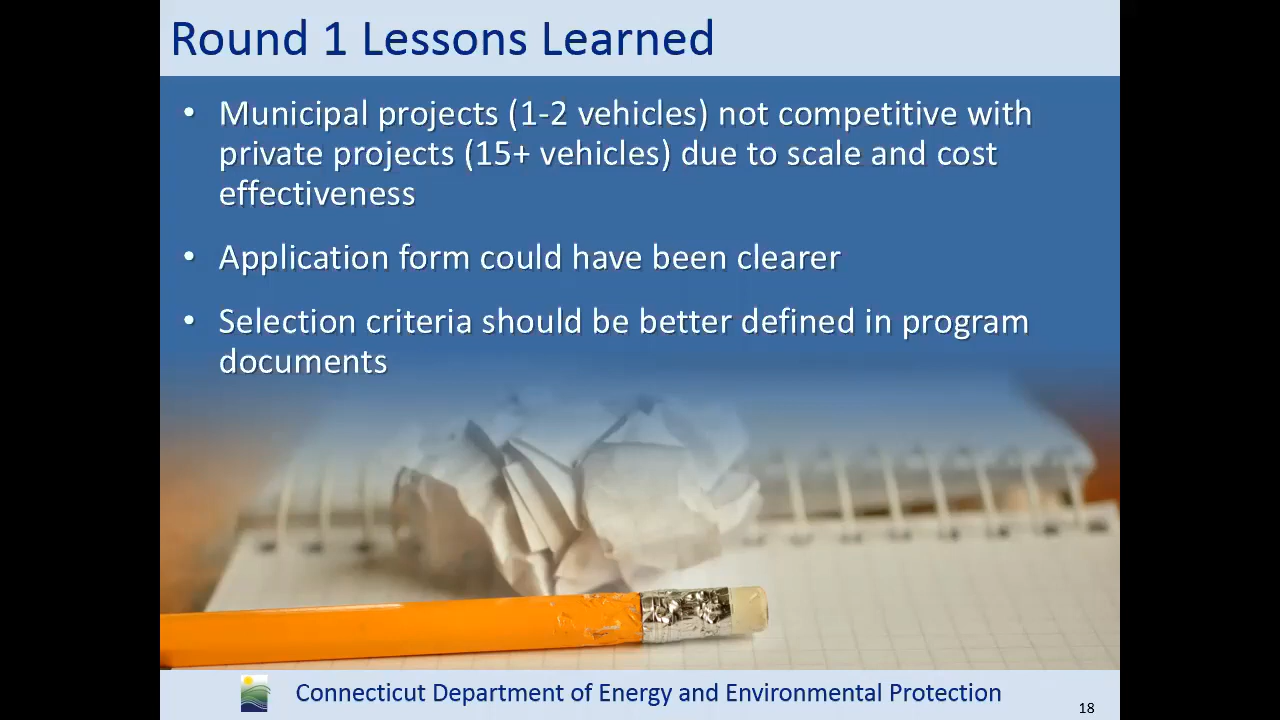 Round 1 Lessons Learned
• Municipal projects (1-2 vehicles) not competitive with
private projects (15+ vehicles) due to scale and cost
effectiveness
• Application form could have been clearer
• Selection criteria should be better defined in program
documents
Connecticut Department of Energy and Environmental Protection
18